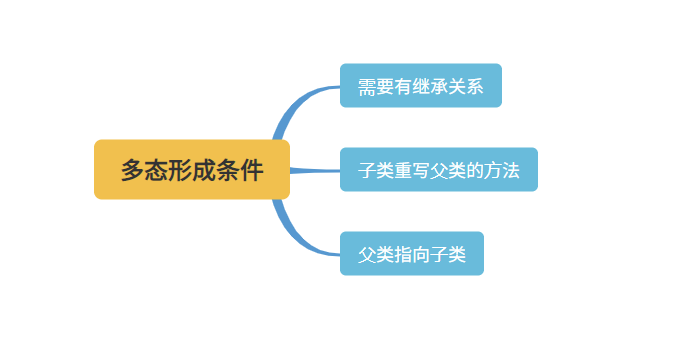 需要有继承关系
多态形成条件
子类重写父类的方法
父类指向子类